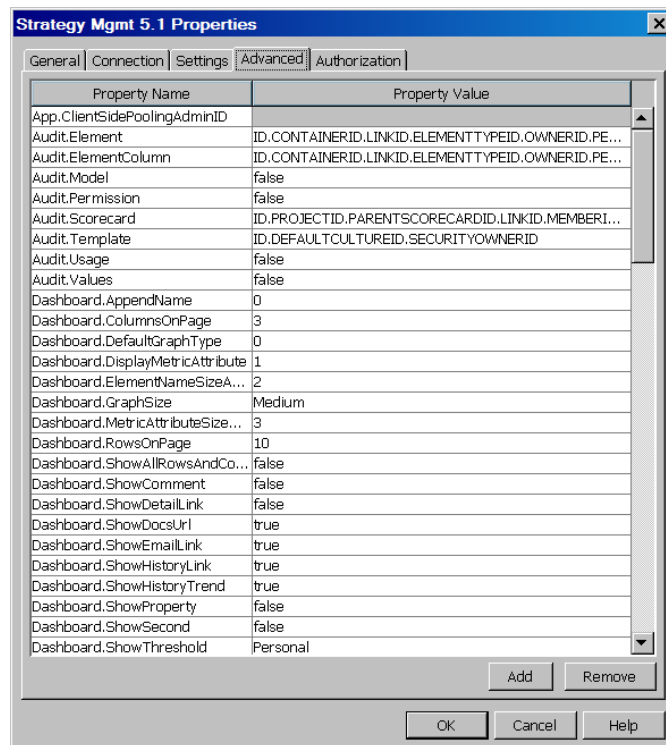 Strategy Mgmt 5.1 Properties
General Connection Settings Advanced Authorization
Property Name Property Value
App.ClientSidePoolingAdminID
Audit.Element ID.CONTAINERID.LINKID.ELEMENTTYPEID.OWNERID.PE...
Audit.ElementColumn ID.CONTAINERID.LINKID.ELEMENTTYPEID.OWNERID.PE...
Audit.Model false
Audit.Permission false
Audit.Scorecard ID.PROJECTID.PARENTSCORECARDID.LINKID.MEMBERI...
Audit.Template ID.DEFAULTCULTUREID.SECURITYOWNERID
Audit.Usage false
Audit.Values false
Dashboard.AppendName 0
Dashboard.ColumnsOnPage 3
Dashboard.DefaultGraphType 0
Dashboard.DisplayMetricAttribute 1
Dashboard.ElementNameSizeA... 2
Dashboard.GraphSize Medium
Dashboard.MetricAttributeSize... 3
Dashboard.RowsOnPage 10
Dashboard.ShowAllRowsAndCo... false
Dashboard.ShowComment false
Dashboard.ShowDetailLink false
Dashboard.ShowDocsUrl true
Dashboard.ShowEmailLink true
Dashboard.ShowHistoryLink true
Dashboard.ShowHistoryTrend true
Dashboard.ShowProperty false
Dashboard.ShowSecond false
Dashboard.ShowThreshold Personal
Add Remove
OK Cancel Help